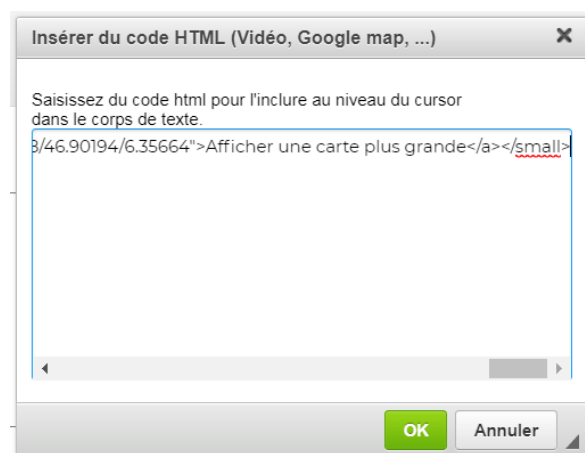 Insérer du code HTML (Vidéo, Google map, ...)
Saisissez du code html pour l'inclure au niveau du cursor
dans le corps de texte.
3/46.90194/6.35664">Afficher une carte plus grande</a></small>
OK Annuler